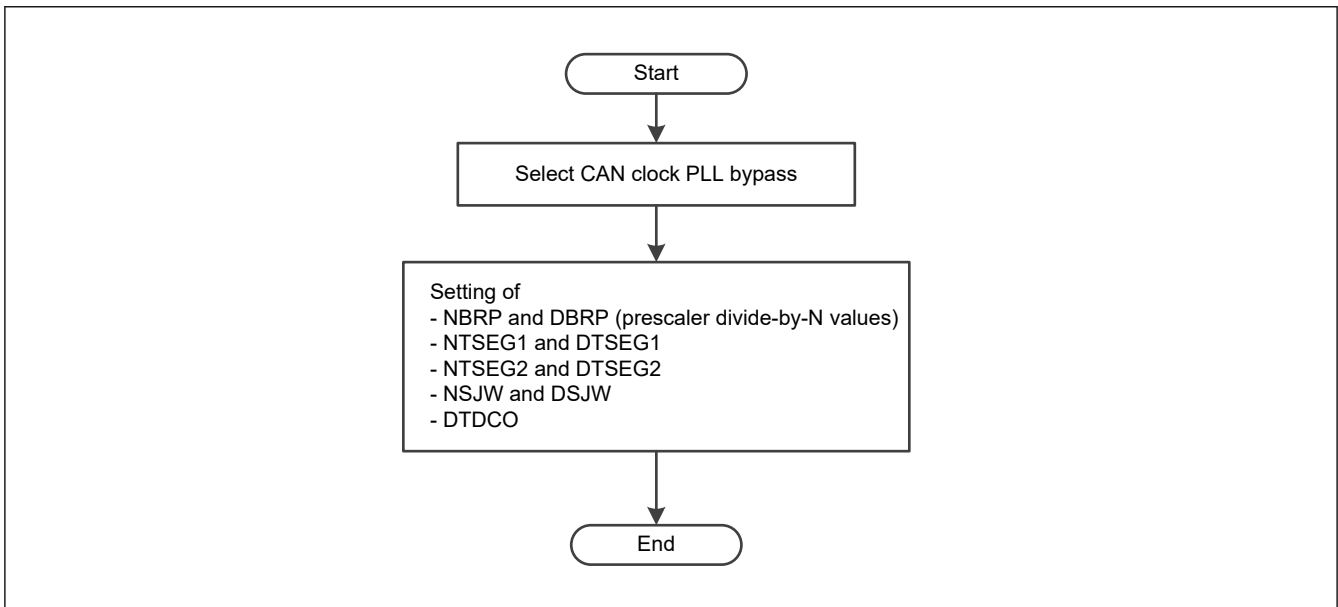 Start
Select CAN clock PLL bypass
Setting of
- NBRP and DBRP (prescaler divide-by-N values)
- NTSEG1 and DTSEG1
- NTSEG2 and DTSEG2
- NSJW and DSJW
- DTDCO
End